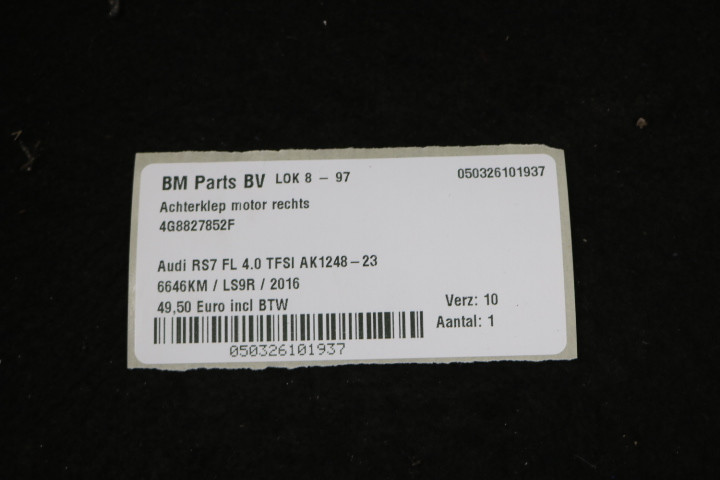 BM Parts BV LOK 8 - 97 050326101937
Achterklep motor rechts
4G8827852F
Audi RS7 FL 4.0 TFSI AK1248-23
6646KM / LS9R / 2016
49,50 Euro incl BTW Verz: 10
Aantal: 1
050326101937